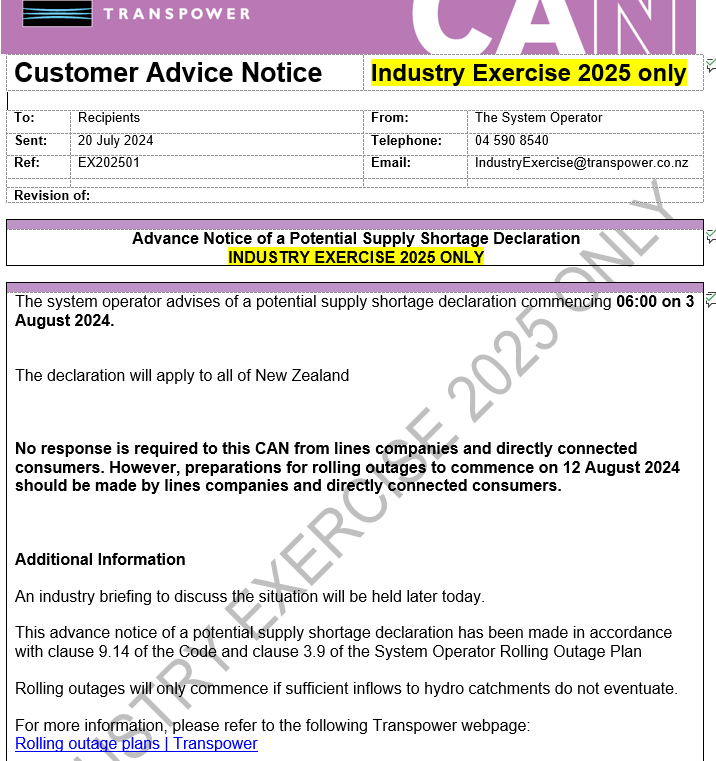 TRANSPOWER
CAN
Customer Advice Notice
Industry Exercise 2025 only
To: Recipients From: The System Operator
Sent: 20 July 2024 Telephone: 04 590 8540
Ref: EX202501 Email: IndustryExercise@transpower.co.nz
Revision of:
Advance Notice of a Potential Supply Shortage Declaration
INDUSTRY EXERCISE 2025 ONLY
The system operator advises of a potential supply shortage declaration commencing 06:00 on 3
August 2024.
The declaration will apply to all of New Zealand
No response is required to this CAN from lines companies and directly connected
consumers. However, preparations for rolling outages to commence on 12 August 2024
should be made by lines companies and directly connected consumers.
Additional Information
An industry briefing to discuss the situation will be held later today.
This advance notice of a potential supply shortage declaration has been made in accordance
with clause 9.14 of the Code and clause 3.9 of the System Operator Rolling Outage Plan
Rolling outages will only commence if sufficient inflows to hydro catchments do not eventuate.
For more information, please refer to the following Transpower webpage:
Rolling outage plans | Transpower
USTRY EXERCISE 2025 ONLY